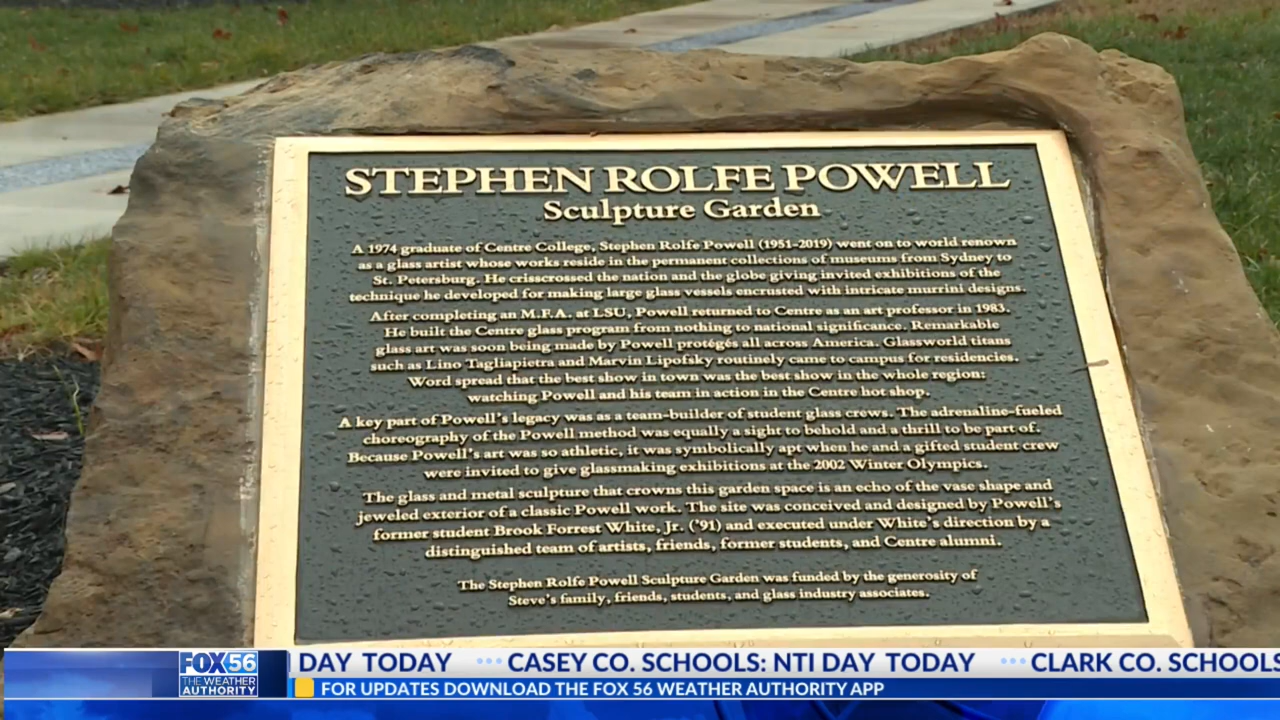 STEPHEN ROLFE POWELL
Sculpture Garden
A 1974 graduate of Centre College, Stephen Rolfe Powell (1951-2019) went on to world renown
as a glass artist whose works reside in the permanent collections of museums from Sydney to
St. Petersburg. He crisscrossed the nation and the globe giving invited exhibitions of the
technique he developed for making large glass vessels encrusted with intricate murrini designs.
After completing an M.F.A. at LSU, Powell returned to Centre as an art professor in 1983.
He built the Centre glass program from nothing to national significance. Remarkable
glass art was soon being made by Powell protégés all across America. Glassworld titans
such as Lino Tagliapietra and Marvin Lipofsky routinely came to campus for residencies.
Word spread that the best show in town was the best show in the whole region:
watching Powell and his team in action in the Centre hot shop.
A key part of Powell's legacy was as a team-builder of student glass crews. The adrenaline-fueled
choreography of the Powell method was equally a sight to behold and a thrill to be part of.
Because Powell's art was so athletic, it was symbolically apt when he and a gifted student crew
were invited to give glassmaking exhibitions at the 2002 Winter Olympics.
The glass and metal sculpture that crowns this garden space is an echo of the vase shape and
jeweled exterior of a classic Powell work. The site was conceived and designed by Powell's
former student Brook Forrest White, Jr. ('91) and executed under White's direction by a
distinguished team of artists, friends, former students, and Centre alumni.
The Stephen Rolfe Powell Sculpture Garden was funded by the generosity of
Steve's family, friends, students, and glass industry associates.
FOX56
THE WEATHER
AUTHORITY
DAY TODAY ••• CASEY CO. SCHOOLS: NTI DAY TODAY ••• CLARK CO. SCHOOLS
FOR UPDATES DOWNLOAD THE FOX 56 WEATHER AUTHORITY APP